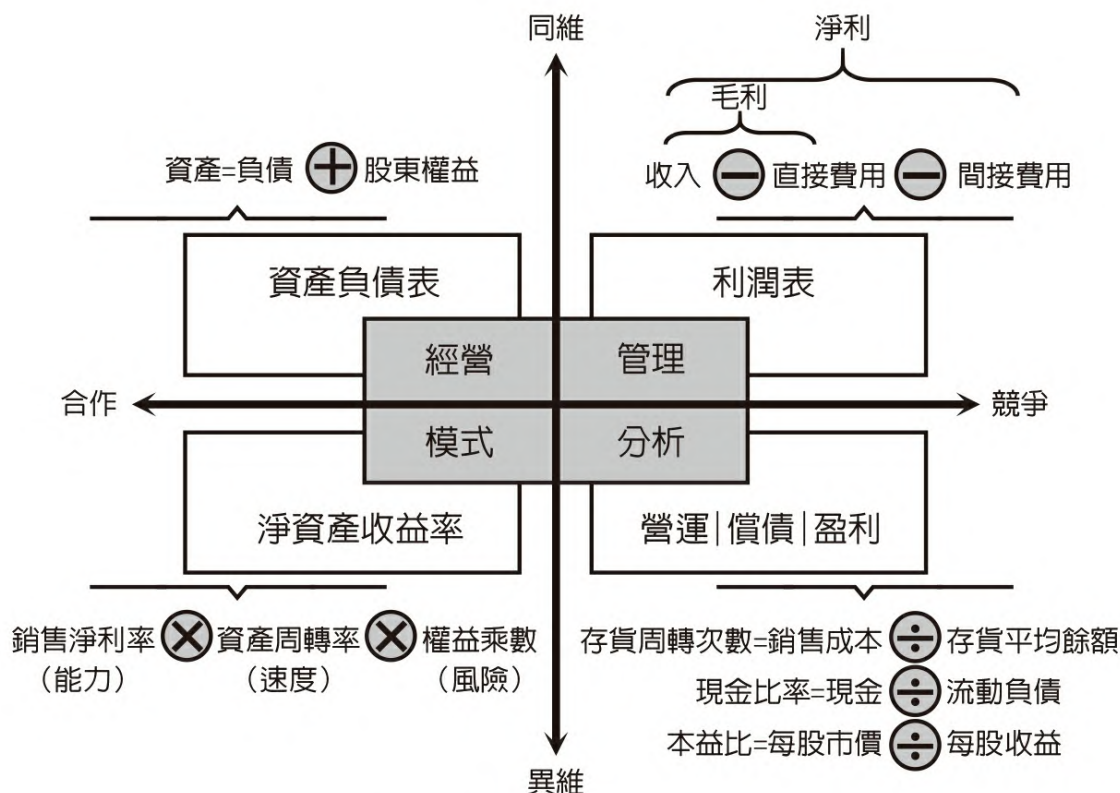 同維
淨利
毛利
資產=負債 + 股東權益
收入 − 直接費用 − 間接費用
資產負債表
利潤表
經營
管理
合作
競爭
模式
分析
淨資產收益率
營運|償債|盈利
銷售淨利率 × 資產周轉率 × 權益乘數
(能力) (速度) (風險)
存貨周轉次數=銷售成本 ÷ 存貨平均餘額
現金比率=現金 ÷ 流動負債
本益比=每股市價 ÷ 每股收益
異維